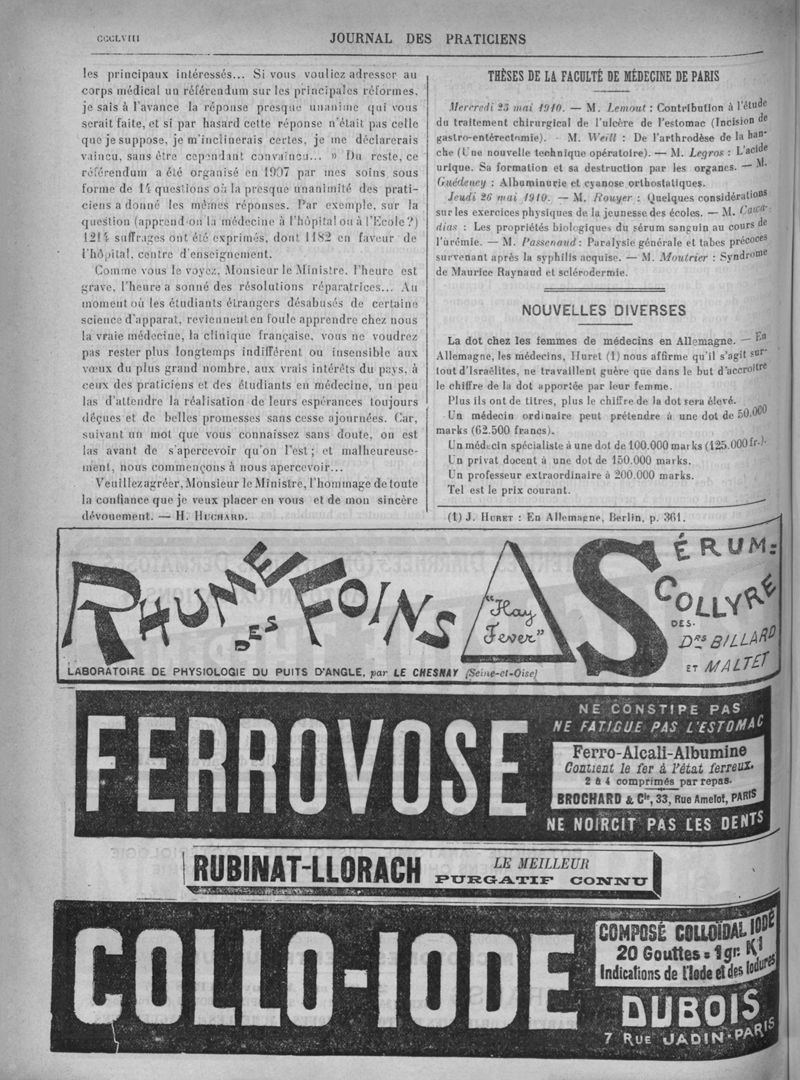 CCCLVIII
JOURNAL DES PRATICIENS
les principaux intéressés... Si vous vouliez adresser au
corps médical un référendum sur les principales réformes,
je sais à l'avance la réponse presque unanime qui vous
serait faite, et si par hasard cette réponse n'était pas celle
que je suppose, je m'inclinerais certes, je me déclarerais
vaincu, sans être cependant convaincu... » Du reste, ce
référendum a été organisé en 1907 par mes soins sous
forme de 14 questions où la presque unanimité des prati-
ciens a donné les mêmes réponses. Par exemple, sur la
question (apprend on la médecine à l'hôpital ou à l'Ecole?)
1214 suffrages ont été exprimés, dont 1182 en faveur de
l'hôpital, centre d'enseignement.
Comme vous le voyez, Monsieur le Ministre, l'heure est
grave, l'heure a sonné des résolutions réparatrices... Au
moment où les étudiants étrangers désabusés de certaine
science d'apparat, reviennent en foule apprendre chez nous
la vraie médecine, la clinique française, vous ne voudrez
pas rester plus longtemps indifférent ou insensible aux
vœux du plus grand nombre, aux vrais intérêts du pays, à
ceux des praticiens et des étudiants en médecine, un peu
las d'attendre la réalisation de leurs espérances toujours
déçues et de belles promesses sans cesse ajournées. Car,
suivant un mot que vous connaissez sans doute, on est
las avant de s'apercevoir qu'on l'est; et malheureuse-
ment, nous commençons à nous apercevoir...
Veuillez agréer, Monsieur le Ministre, l'hommage de toute
la confiance que je veux placer en vous et de mon sincère
dévouement. — H. HUCHARD.
THÈSES DE LA FACULTÉ DE MÉDECINE DE PARIS
Mercredi 25 mai 1910. — M. Lemout : Contribution à l'étude
du traitement chirurgical de l'ulcère de l'estomac (Incision de
gastro-entérectomie). - M. Weill : De l'arthrodèse de la han-
che (Une nouvelle technique opératoire). — M. Legros : L'acide
urique. Sa formation et sa destruction par les organes. — M.
Guédeney : Albuminurie et cyanose orthostatiques.
Jeudi 26 mai 1910. — M. Rouyer : Quelques considérations
sur les exercices physiques de la jeunesse des écoles. — M. Casca-
dias : Les propriétés biologiques du sérum sanguin au cours de
l'urémie. — M. Passenaud : Paralysie générale et tabes précoces
survenant après la syphilis acquise. — M. Moutrier : Syndrome
de Maurice Raynaud et sclérodermie.
NOUVELLES DIVERSES
La dot chez les femmes de médecins en Allemagne. — En
Allemagne, les médecins, Huret (1) nous affirme qu'il s'agit sur-
tout d'Israélites, ne travaillent guère que dans le but d'accroître
le chiffre de la dot apportée par leur femme.
Plus ils ont de titres, plus le chiffre de la dot sera élevé.
Un médecin ordinaire peut prétendre à une dot de 50.000
marks (62.500 francs).
Un médecin spécialiste à une dot de 100.000 marks (125.000 fr.).
Un privat docent à une dot de 150.000 marks.
Un professeur extraordinaire à 200.000 marks.
Tel est le prix courant.
(1) J. HURET : En Allemagne, Berlin, p. 361.
RHUME DES FOINS
"Hay
Fever"
SÉRUM=
COLLYRE
DES.
DRS BILLARD
ET MALTET
LABORATOIRE DE PHYSIOLOGIE DU PUITS D'ANGLE, par LE CHESNAY (Seine-et-Oise)
FERROVOSE
NE CONSTIPE PAS
NE FATIGUE PAS L'ESTOMAC
Ferro-Alcali-Albumine
Contient le fer à l'état ferreux.
2 à 4 comprimés par repas.
BROCHARD & Cie, 33, Rue Amelot, PARIS
NE NOIRCIT PAS LES DENTS
RUBINAT-LLORACH
LE MEILLEUR
PURGATIF CONNU
COLLO-IODE
COMPOSÉ COLLOÏDAL IODÉ
20 Gouttes = 1gr. KI
Indications de l'Iode et des Iodures
DUBOIS
7 RUE JADIN-PARIS